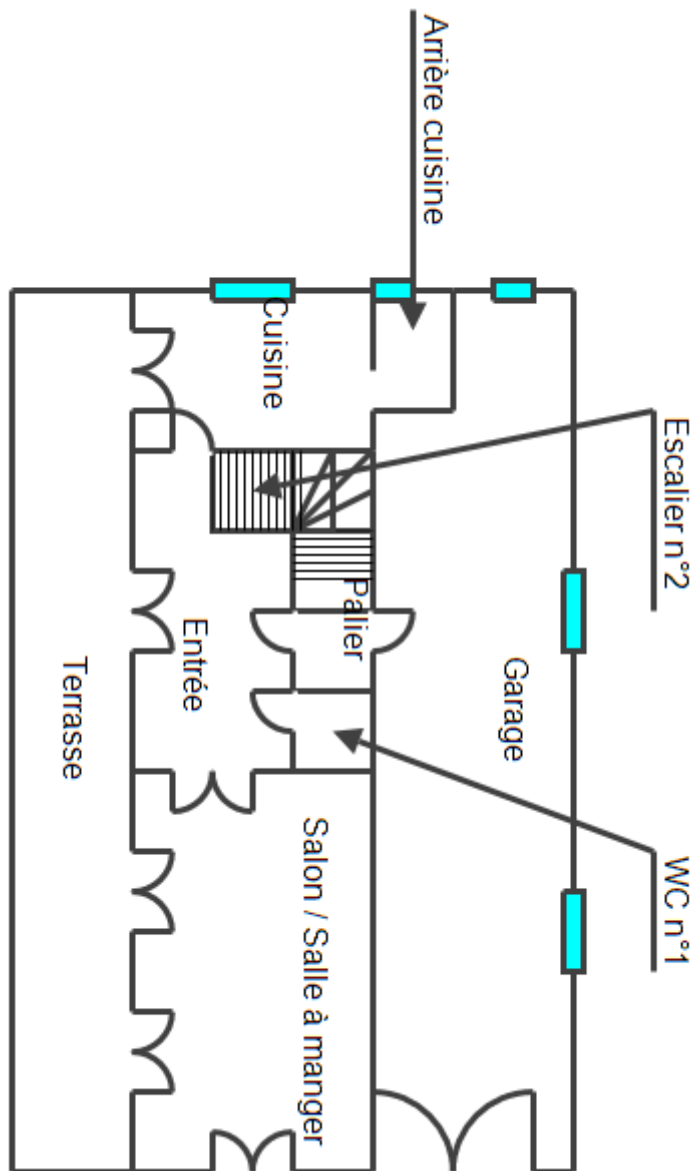 Arrière cuisine
Escalier n°2
WC n°1
Garage
Cuisine
Palier
Salon / Salle à manger
Entrée
Terrasse